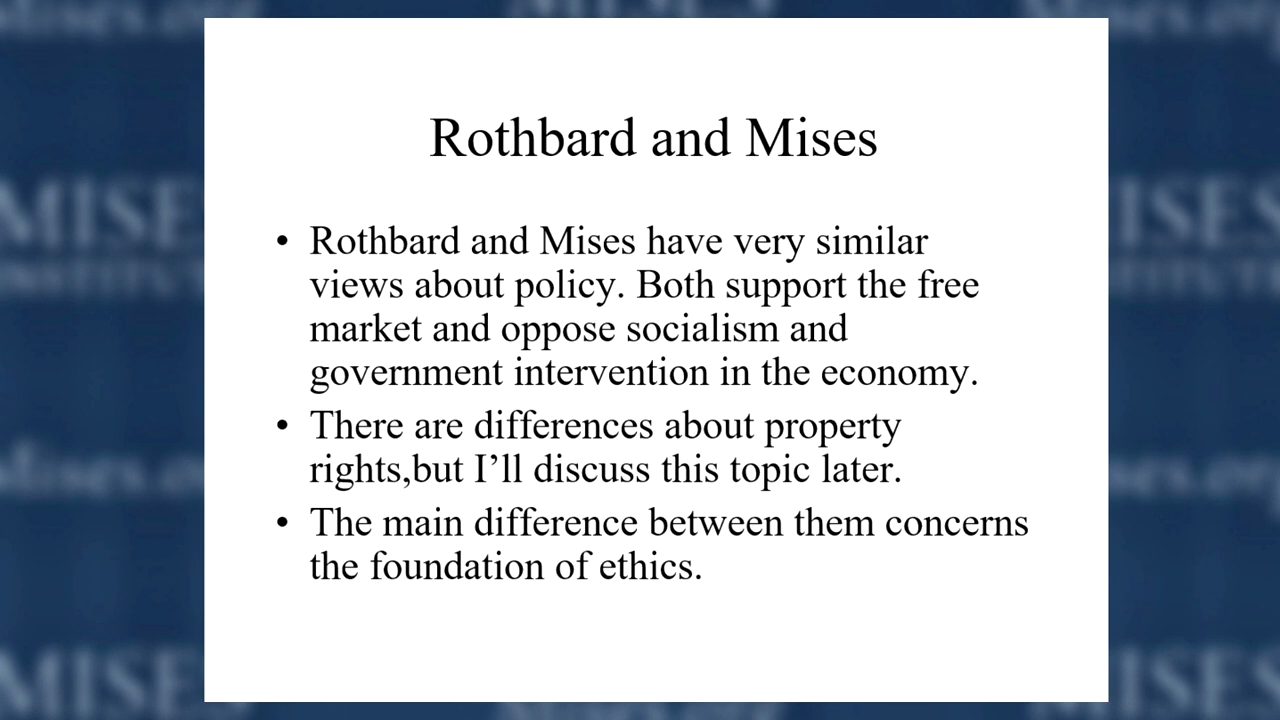 Rothbard and Mises
• Rothbard and Mises have very similar
views about policy. Both support the free
market and oppose socialism and
government intervention in the economy.
• There are differences about property
rights,but I’ll discuss this topic later.
• The main difference between them concerns
the foundation of ethics.